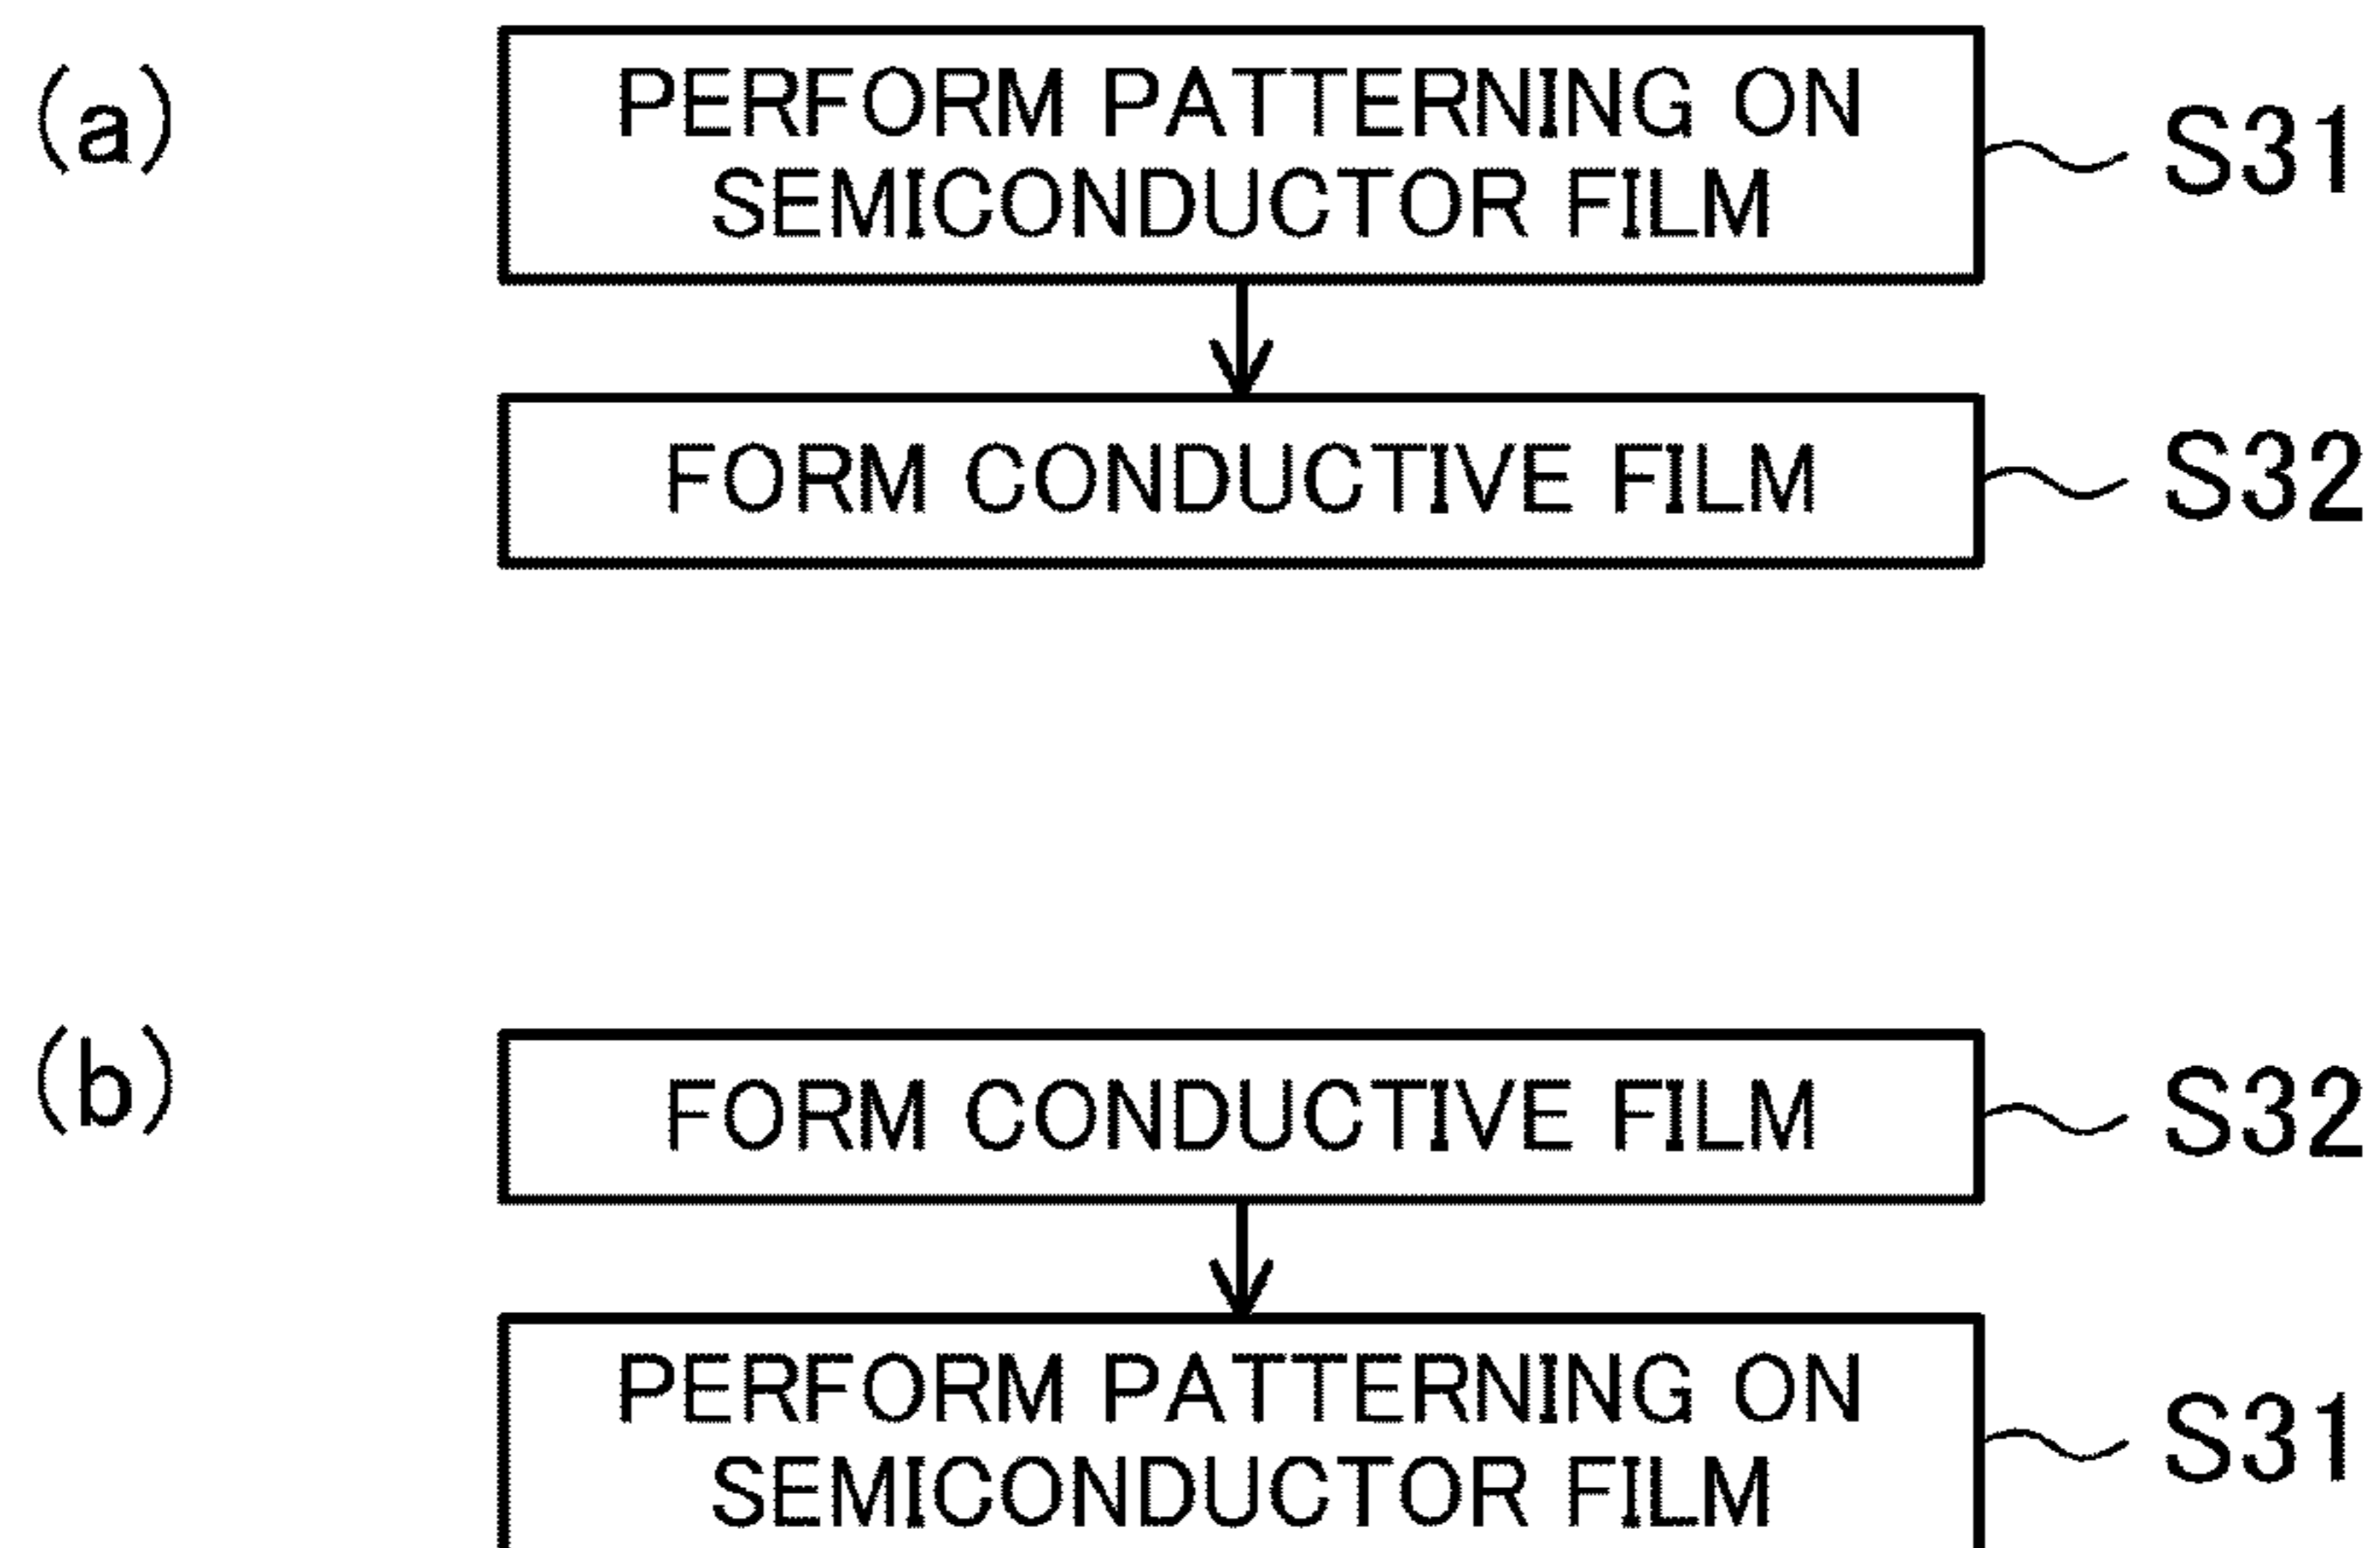 (a)
PERFORM PATTERNING ON
SEMICONDUCTOR FILM
S31
FORM CONDUCTIVE FILM
S32
(b)
FORM CONDUCTIVE FILM
S32
PERFORM PATTERNING ON
SEMICONDUCTOR FILM
S31